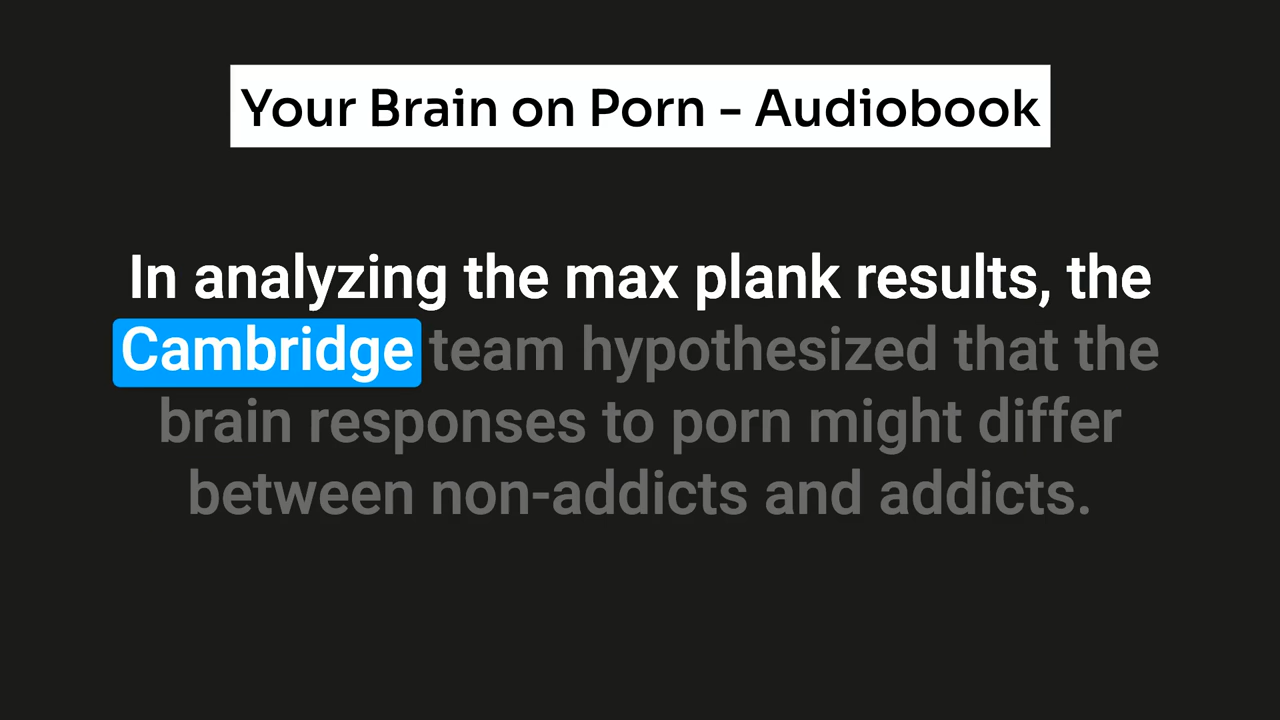 Your Brain on Porn - Audiobook
In analyzing the max plank results, the
Cambridge team hypothesized that the
brain responses to porn might differ
between non-addicts and addicts.